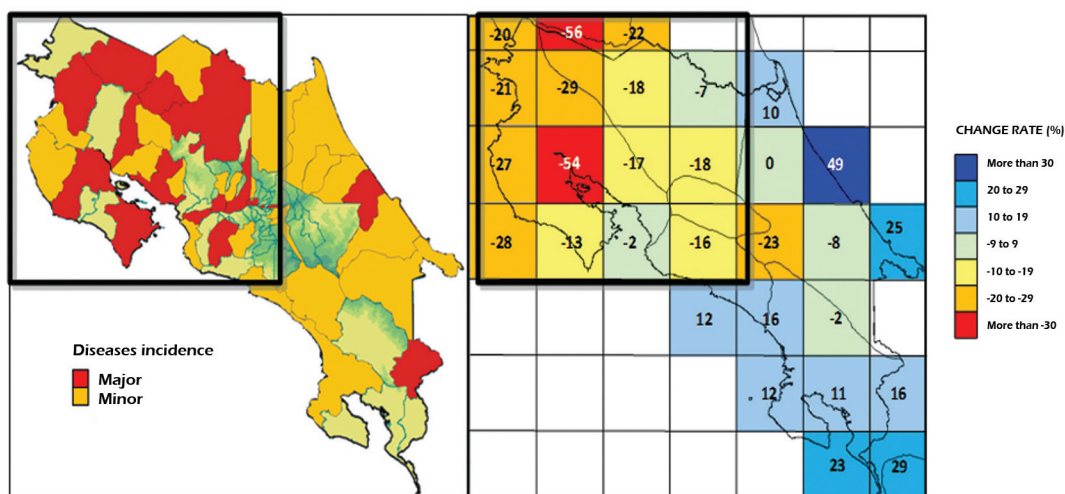 Diseases incidence
Major
Minor
-20 -56 -22
-21 -29 -18 -7 10
-27 -54 -17 -18 0 49
-28 -13 -2 -16 -23 -8 25
12 16 -2
12 11 16
23 29
CHANGE RATE (%)
More than 30
20 to 29
10 to 19
-9 to 9
-10 to -19
-20 to -29
More than -30